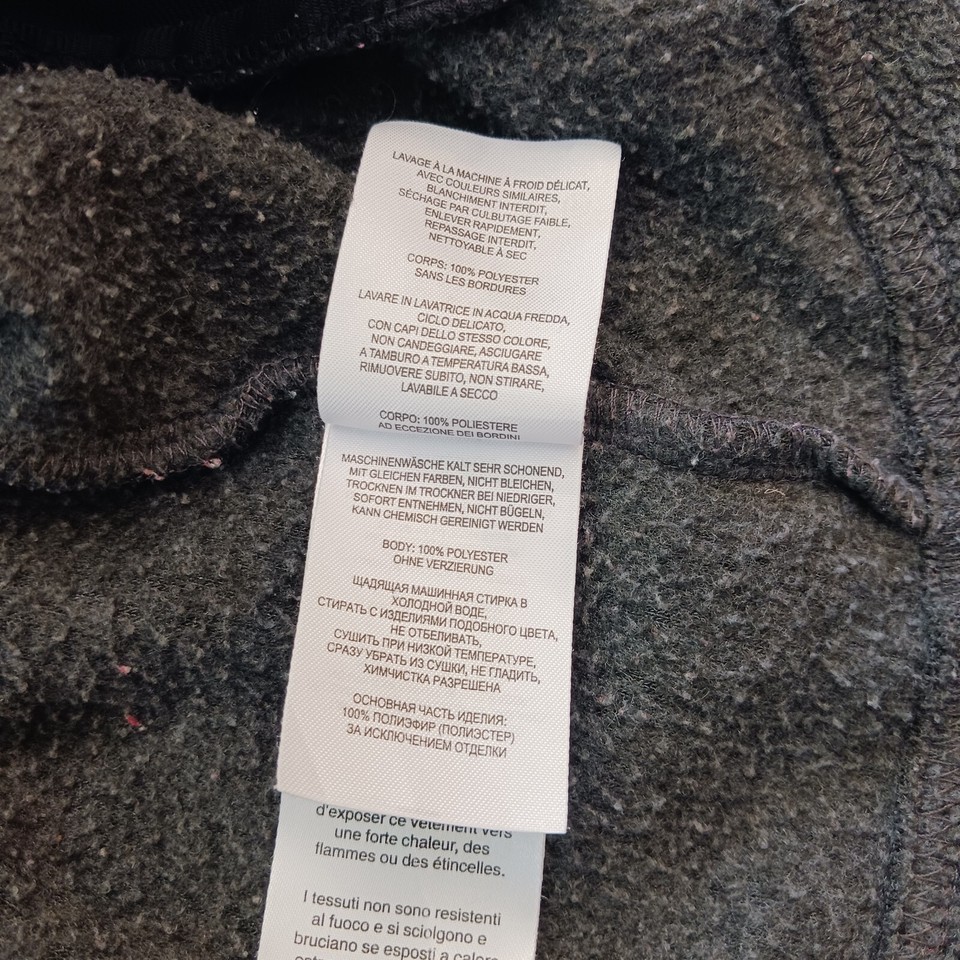 LAVAGE À LA MACHINE À FROID DÉLICAT,
AVEC COULEURS SIMILAIRES,
BLANCHIMENT INTERDIT,
SÉCHAGE PAR CULBUTAGE FAIBLE,
ENLEVER RAPIDEMENT,
REPASSAGE INTERDIT,
NETTOYABLE À SEC
CORPS: 100% POLYESTER
SANS LES BORDURES
LAVARE IN LAVATRICE IN ACQUA FREDDA,
CICLO DELICATO,
CON CAPI DELLO STESSO COLORE,
NON CANDEGGIARE, ASCIUGARE
A TAMBURO A TEMPERATURA BASSA,
RIMUOVERE SUBITO, NON STIRARE,
LAVABILE A SECCO
CORPO: 100% POLIESTERE
AD ECCEZIONE DEI BORDINI
MASCHINENWÄSCHE KALT SEHR SCHONEND,
MIT GLEICHEN FARBEN, NICHT BLEICHEN,
TROCKNEN IM TROCKNER BEI NIEDRIGER,
SOFORT ENTNEHMEN, NICHT BÜGELN,
KANN CHEMISCH GEREINIGT WERDEN
BODY: 100% POLYESTER
OHNE VERZIERUNG
ЩАДЯЩАЯ МАШИННАЯ СТИРКА В
ХОЛОДНОЙ ВОДЕ,
СТИРАТЬ С ИЗДЕЛИЯМИ ПОДОБНОГО ЦВЕТА,
НЕ ОТБЕЛИВАТЬ,
СУШИТЬ ПРИ НИЗКОЙ ТЕМПЕРАТУРЕ,
СРАЗУ УБРАТЬ ИЗ СУШКИ, НЕ ГЛАДИТЬ,
ХИМЧИСТКА РАЗРЕШЕНА
ОСНОВНАЯ ЧАСТЬ ИДЕЛИЯ:
100% ПОЛИЭФИР (ПОЛИЭСТЕР)
ЗА ИСКЛЮЧЕНИЕМ ОТДЕЛКИ
d'exposer ce vêtement vers
une forte chaleur, des
flammes ou des étincelles.
I tessuti non sono resistenti
al fuoco e si sciolgono e
bruciano se esposti a calore